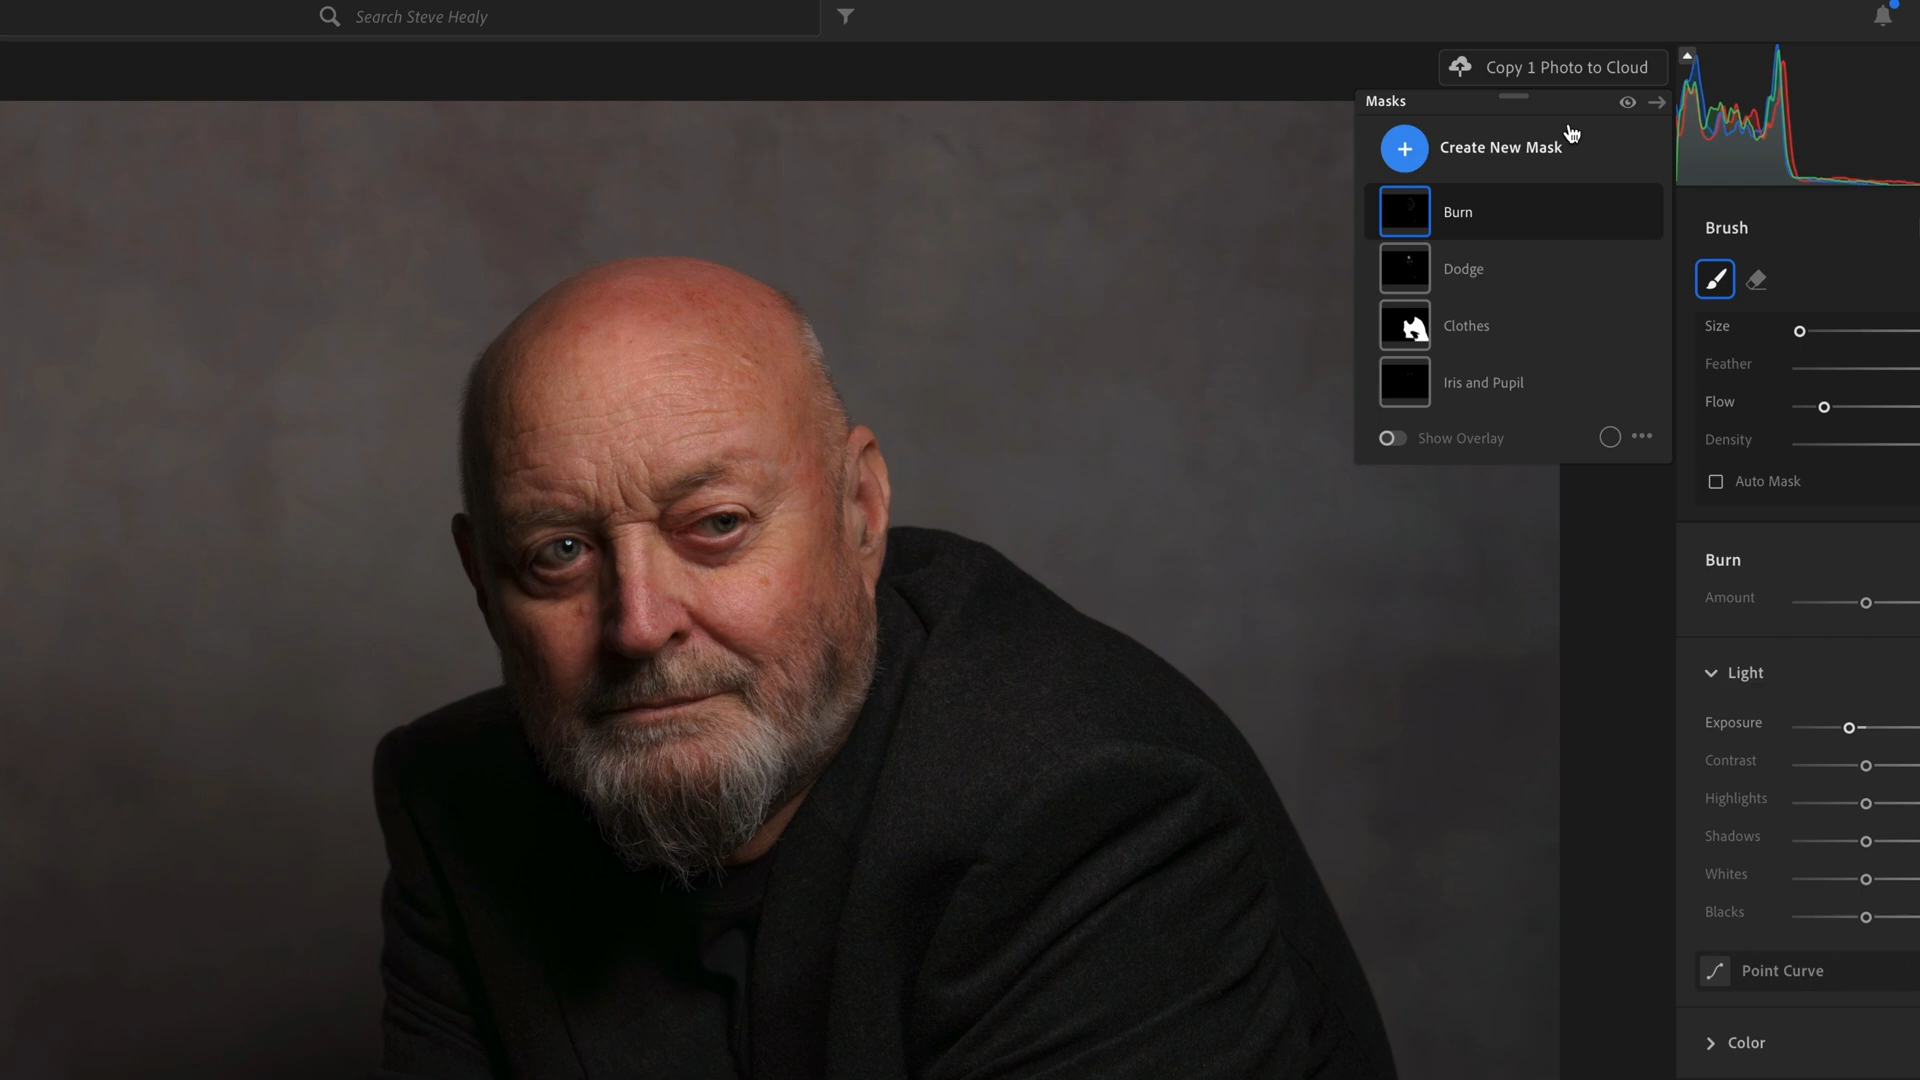 Search Steve Healy
Copy 1 Photo to Cloud
Masks
Create New Mask
Burn
Dodge
Clothes
Iris and Pupil
Show Overlay
Brush
Size
Feather
Flow
Density
Auto Mask
Burn
Amount
Light
Exposure
Contrast
Highlights
Shadows
Whites
Blacks
Point Curve
Color